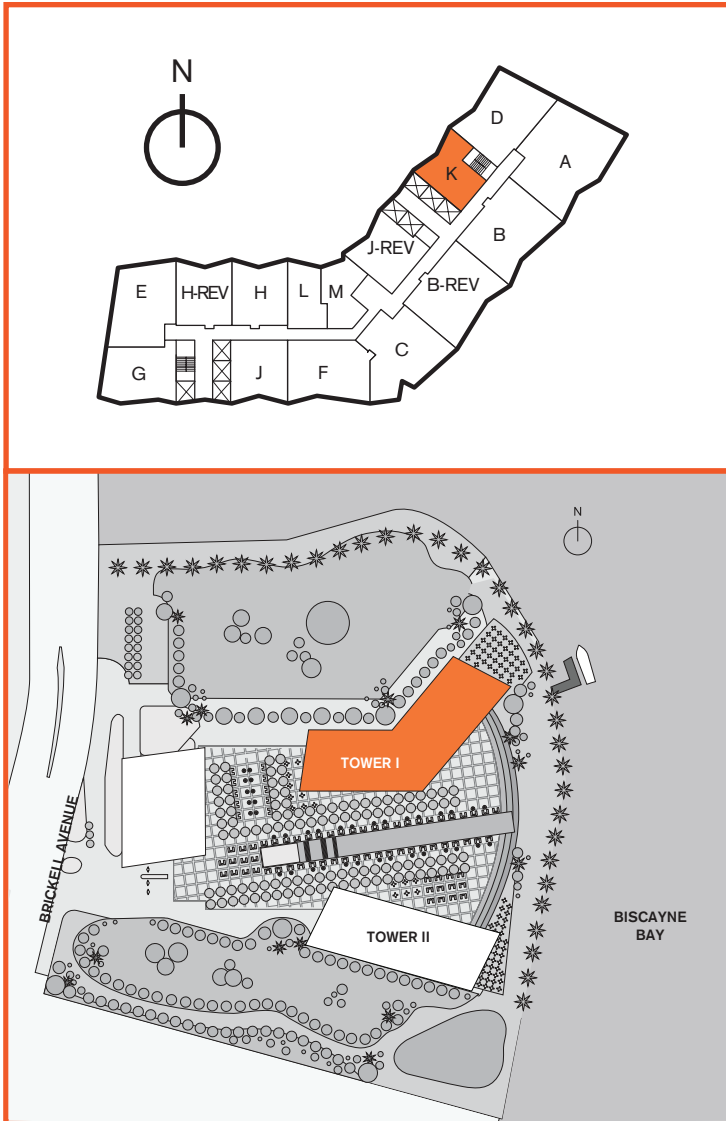 N
D
A
K
B
J-REV
B-REV
E
H-REV
H
L
M
C
G
J
F
N
TOWER I
BRICKELL AVENUE
TOWER II
BISCAYNE
BAY